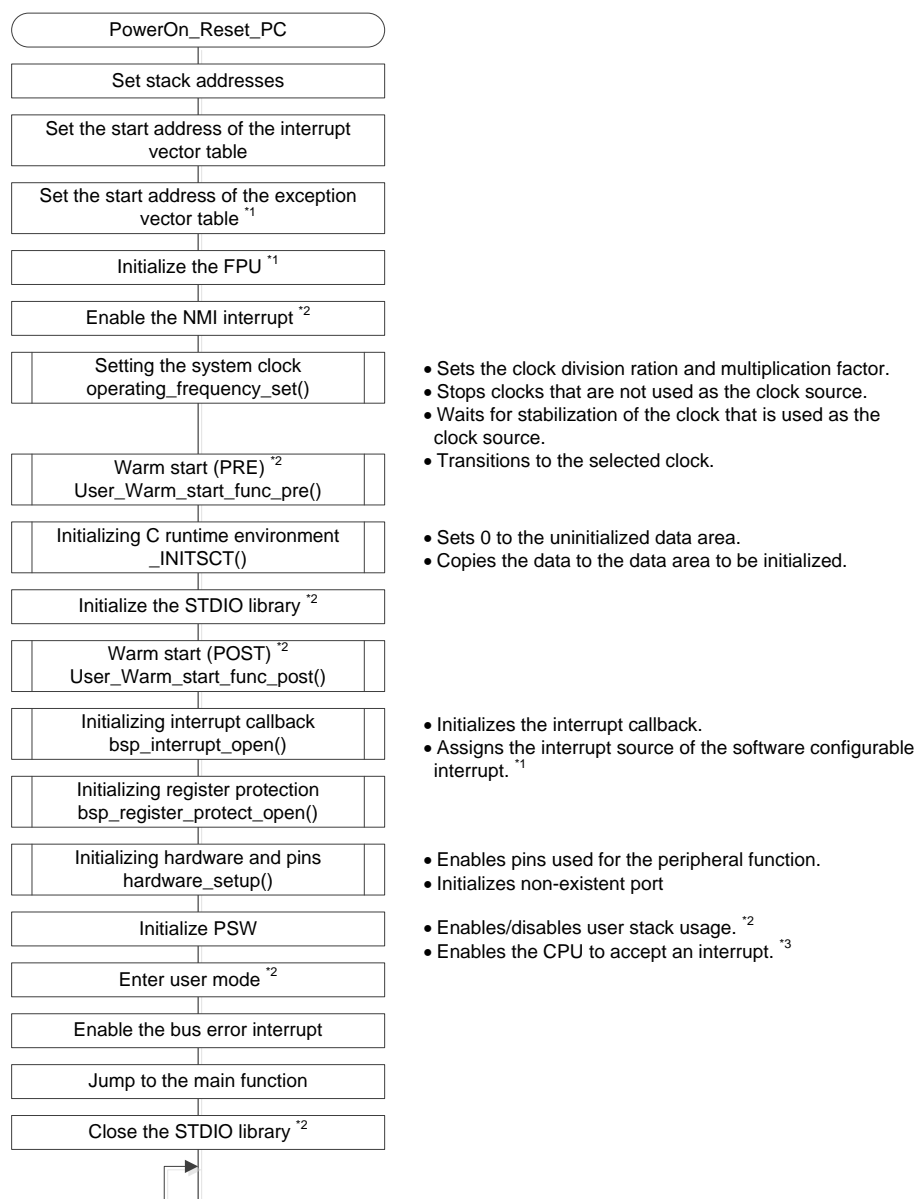 PowerOn_Reset_PC
Set stack addresses
Set the start address of the interrupt
vector table
Set the start address of the exception
vector table *1
Initialize the FPU *1
Enable the NMI interrupt *2
Setting the system clock
operating_frequency_set()
• Sets the clock division ration and multiplication factor.
• Stops clocks that are not used as the clock source.
• Waits for stabilization of the clock that is used as the
clock source.
• Transitions to the selected clock.
Warm start (PRE) *2
User_Warm_start_func_pre()
Initializing C runtime environment
_INITSCT()
• Sets 0 to the uninitialized data area.
• Copies the data to the data area to be initialized.
Initialize the STDIO library *2
Warm start (POST) *2
User_Warm_start_func_post()
Initializing interrupt callback
bsp_interrupt_open()
• Initializes the interrupt callback.
• Assigns the interrupt source of the software configurable
interrupt. *1
Initializing register protection
bsp_register_protect_open()
Initializing hardware and pins
hardware_setup()
• Enables pins used for the peripheral function.
• Initializes non-existent port
Initialize PSW
• Enables/disables user stack usage. *2
• Enables the CPU to accept an interrupt. *3
Enter user mode *2
Enable the bus error interrupt
Jump to the main function
Close the STDIO library *2